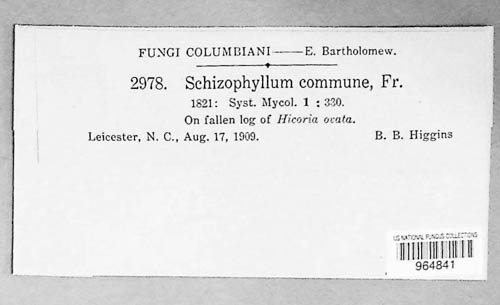 FUNGI COLUMBIANI——E. Bartholomew.
2978. Schizophyllum commune, Fr.
1821: Syst. Mycol. 1 : 330.
On fallen log of Hicoria ovata.
Leicester, N. C., Aug. 17, 1909. B. B. Higgins
US NATIONAL FUNGUS COLLECTIONS
964841